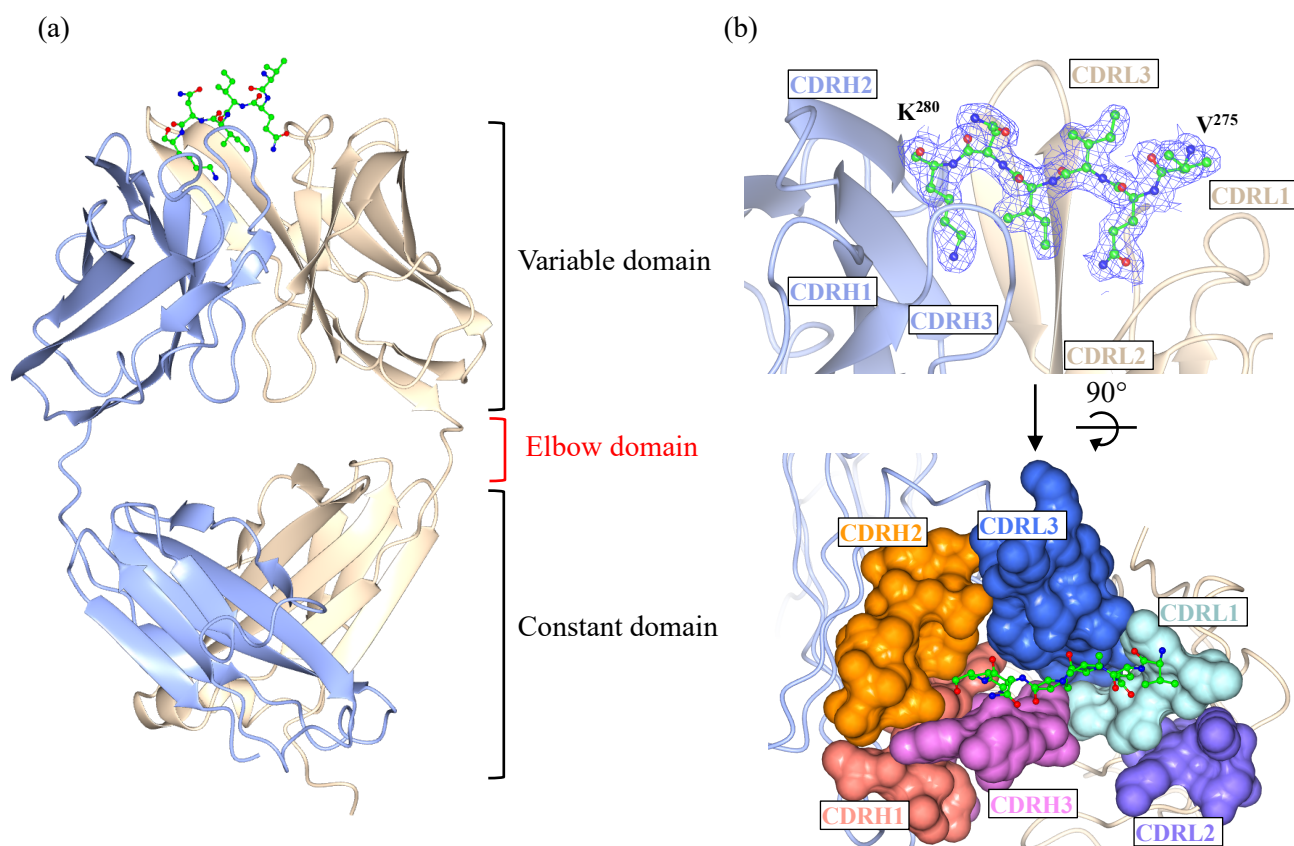 (a)
Variable domain
Elbow domain
Constant domain
(b)
CDRL3
CDRH2
K²⁸⁰
V²⁷⁵
CDRL1
CDRH1
CDRH3
CDRL2
90°
CDRH2
CDRL3
CDRL1
CDRH1
CDRH3
CDRL2